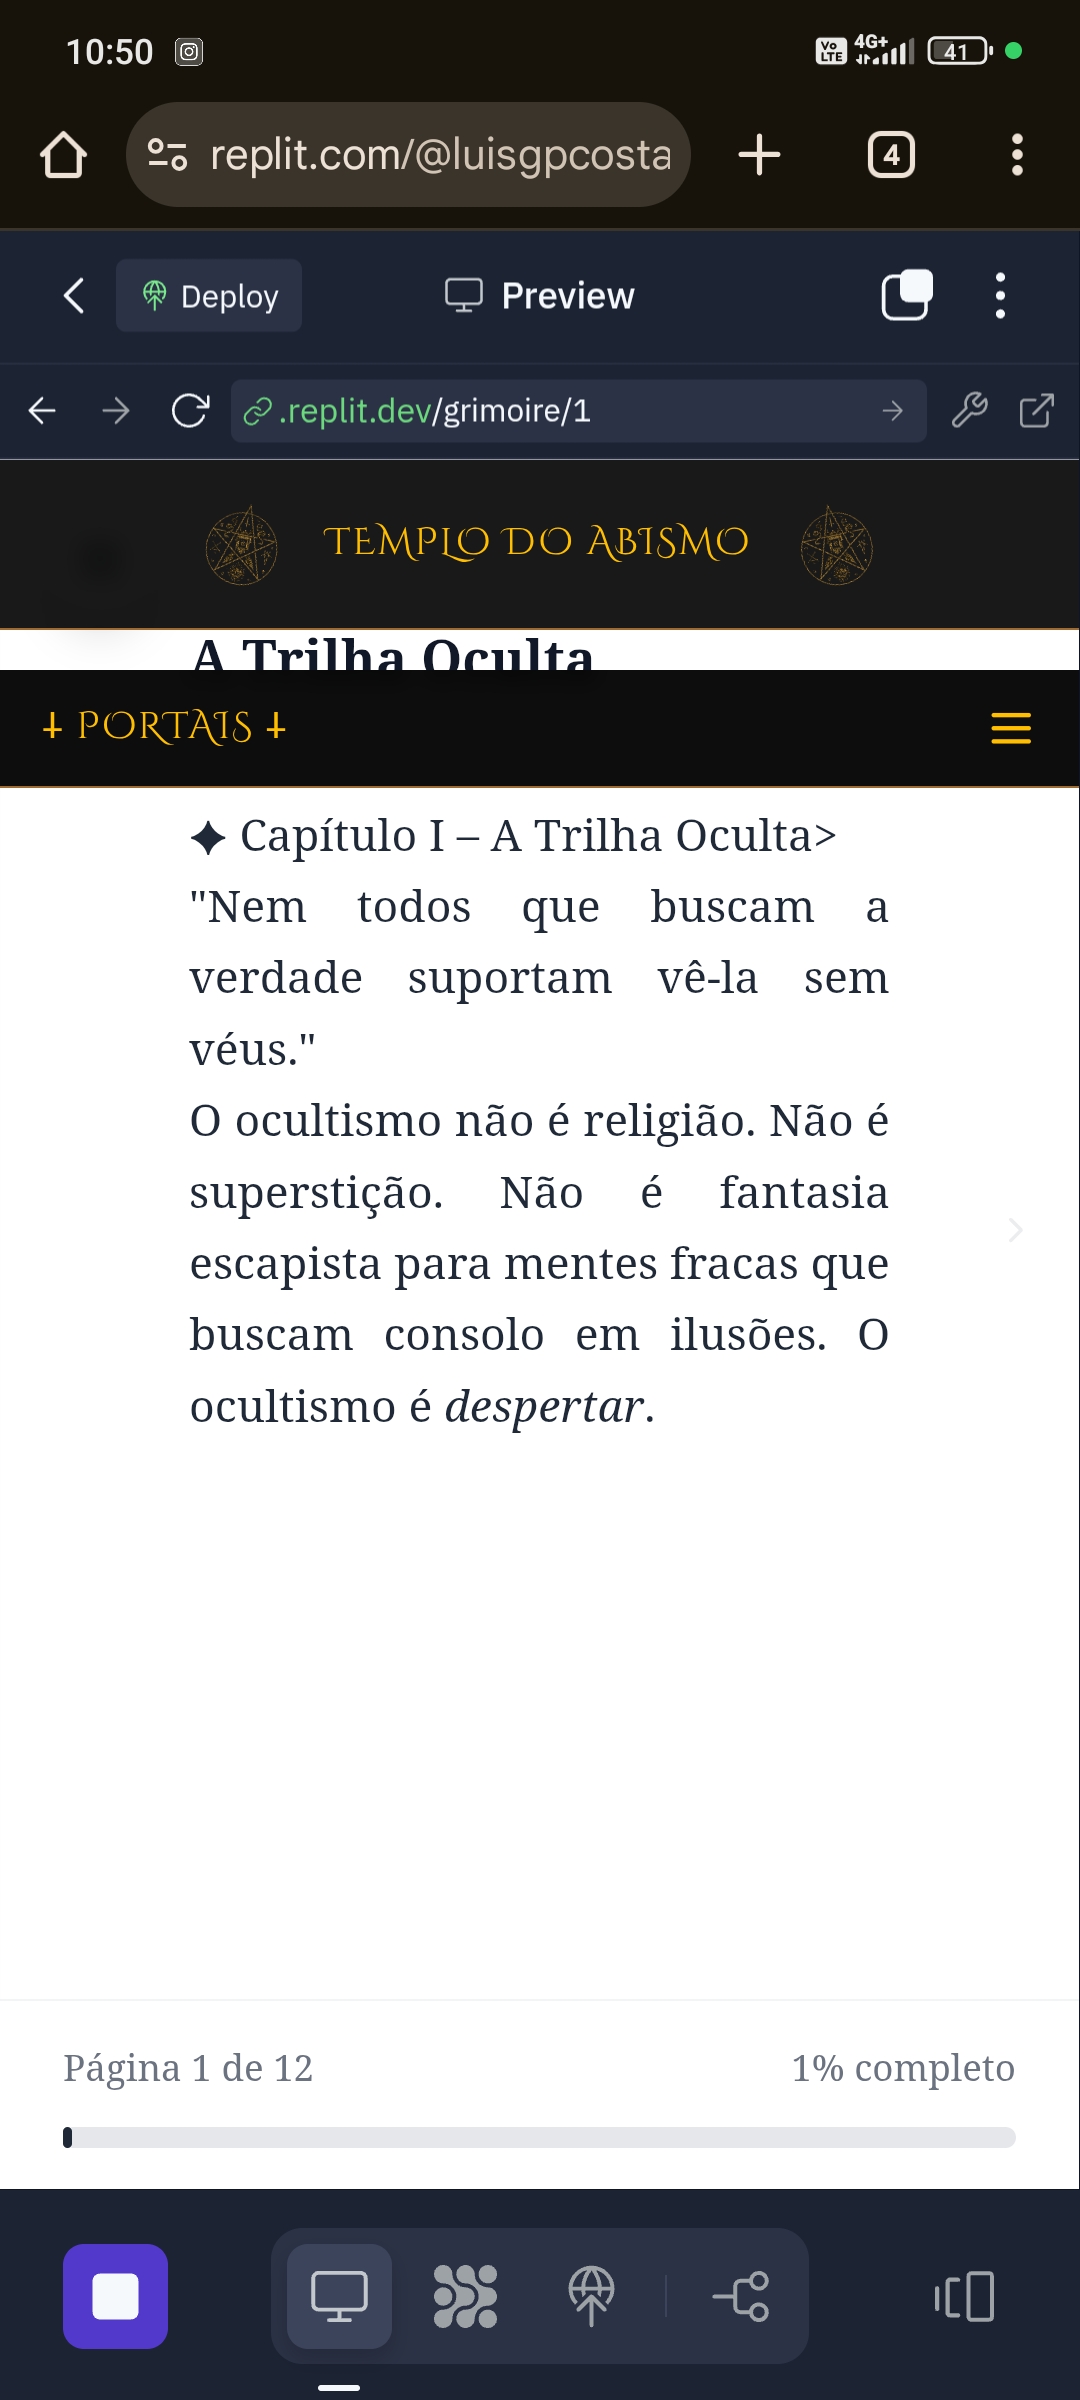 10:50
Vo LTE 4G+ 41
replit.com/@luisgpcosta
4
Deploy
Preview
.replit.dev/grimoire/1
TEMPLO DO ABISMO
A Trilha Oculta
PORTAIS
✦ Capítulo I – A Trilha Oculta>
"Nem todos que buscam a
verdade suportam vê-la sem
véus."
O ocultismo não é religião. Não é
superstição. Não é fantasia
escapista para mentes fracas que
buscam consolo em ilusões. O
ocultismo é despertar.
Página 1 de 12
1% completo